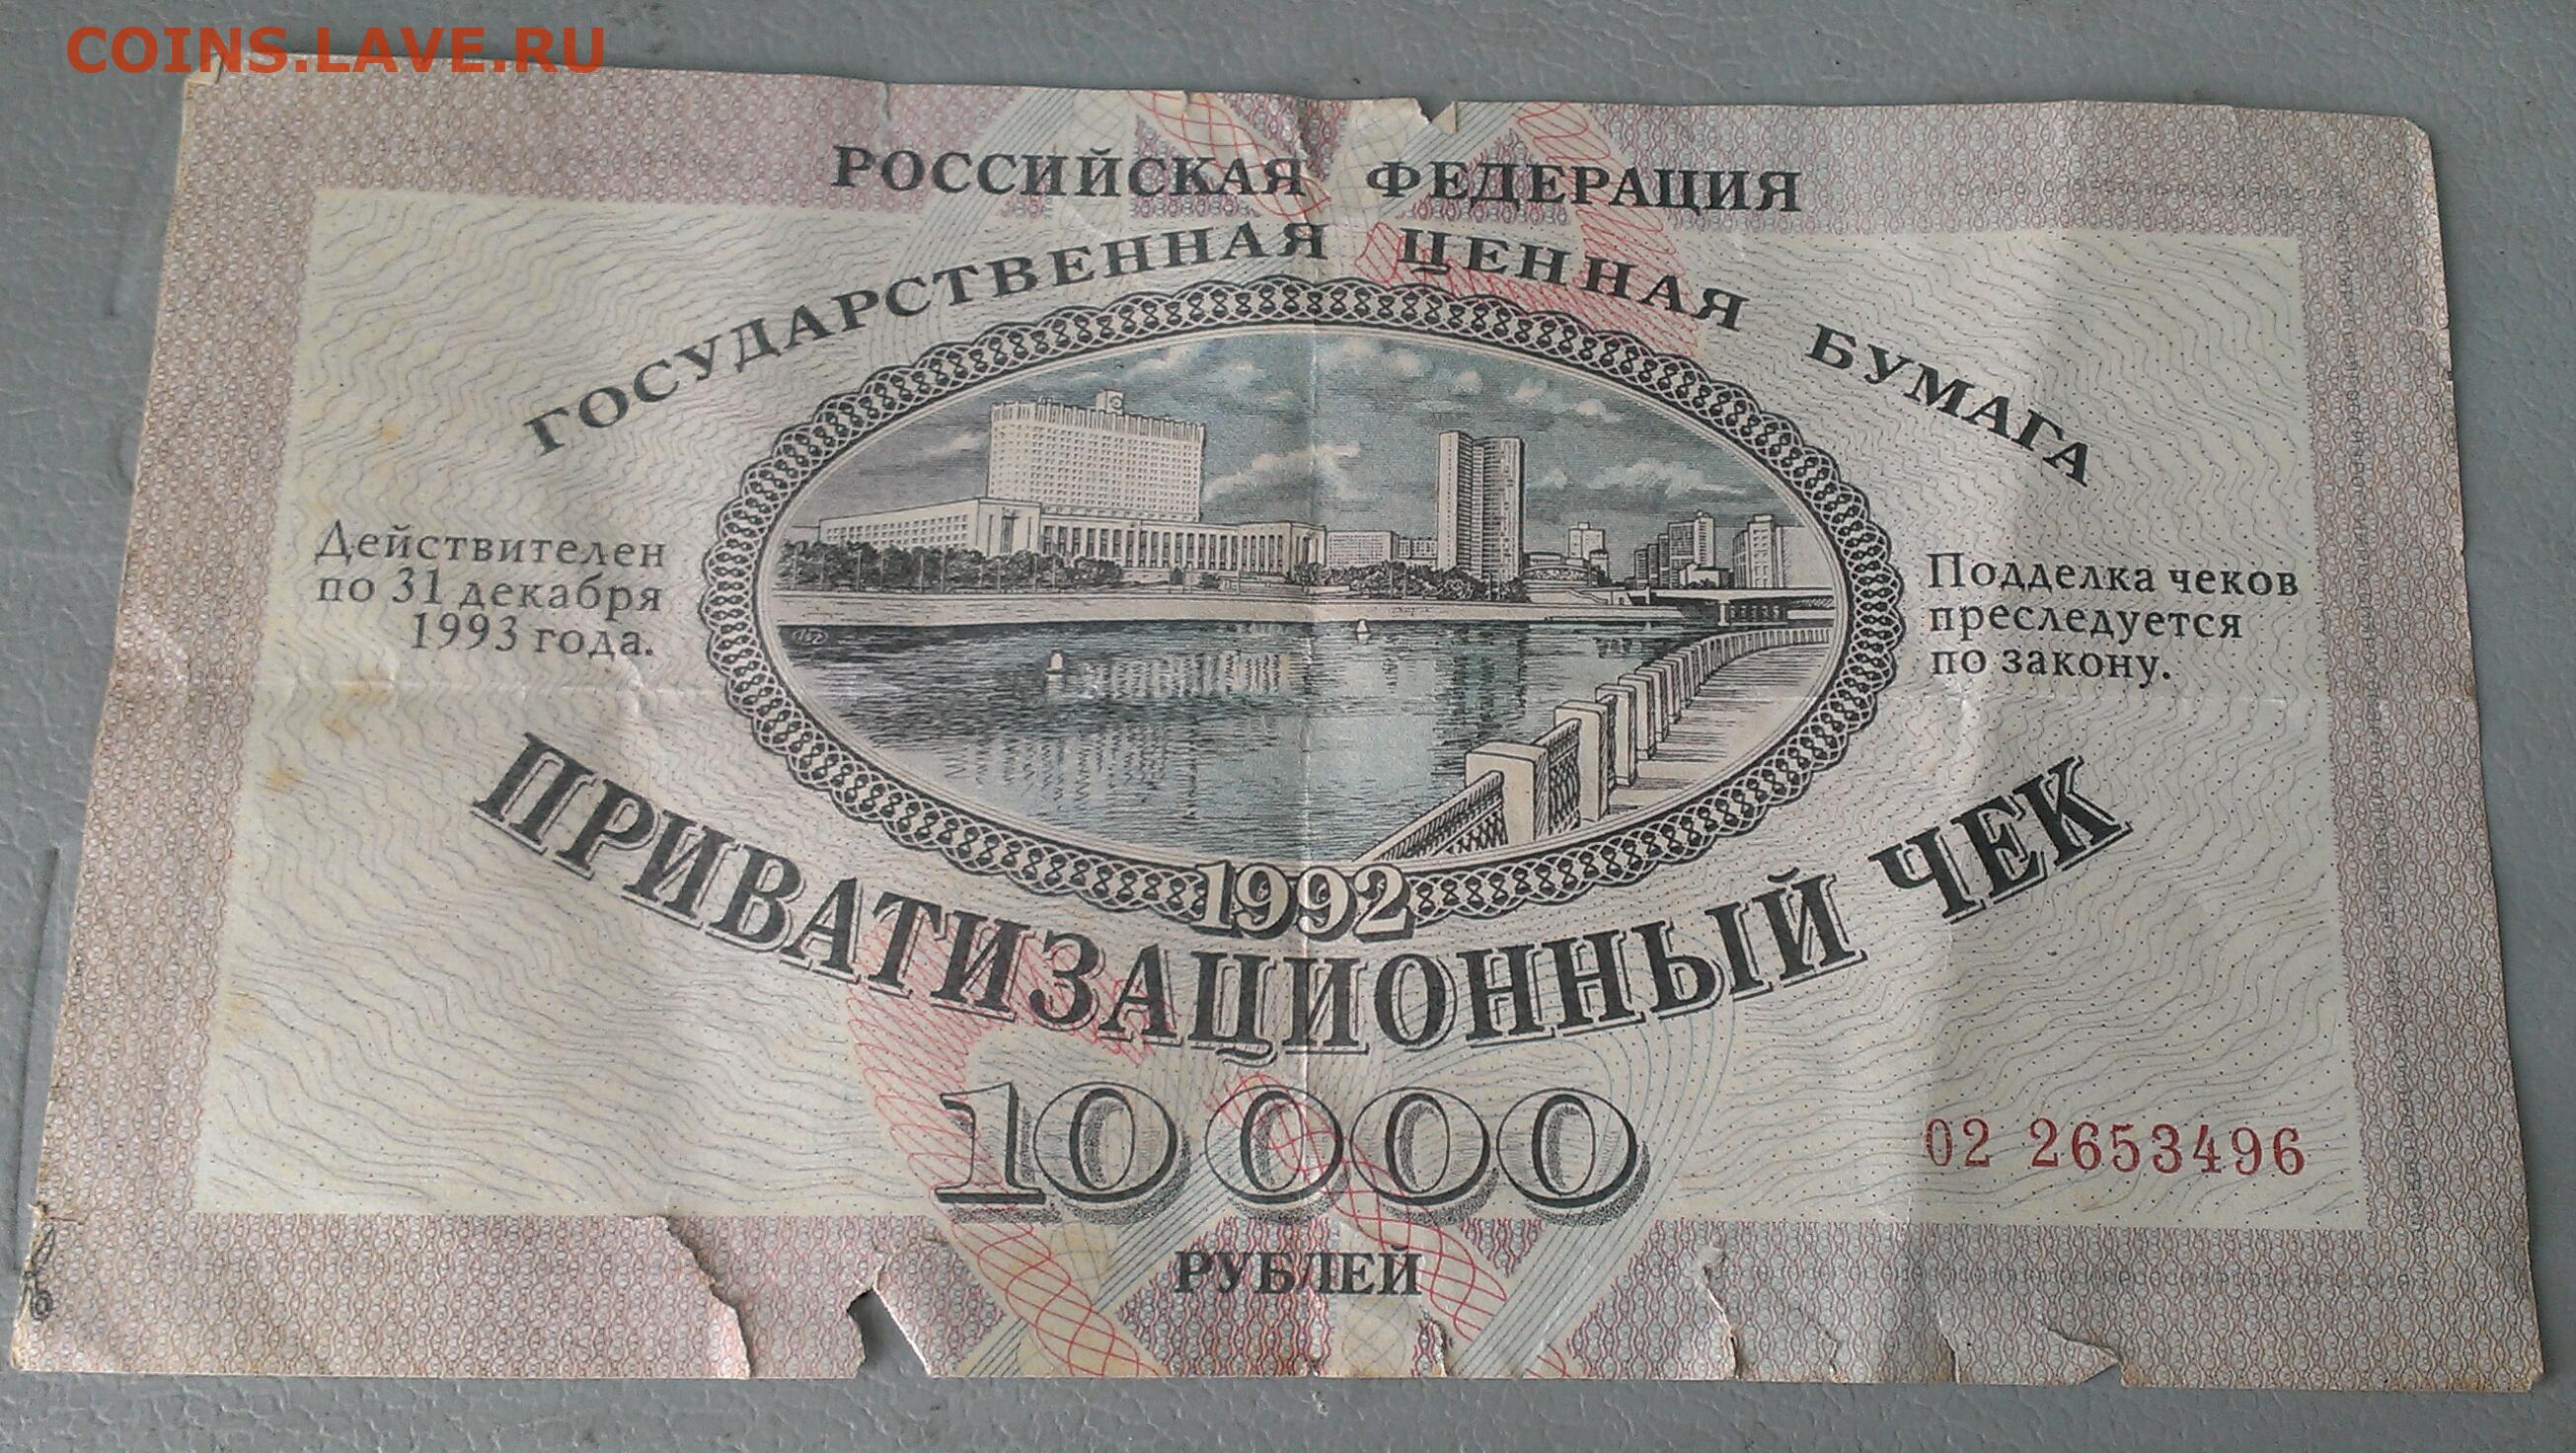 COINS.LAVE.RU
РОССИЙСКАЯ ФЕДЕРАЦИЯ
ГОСУДАРСТВЕННАЯ ЦЕННАЯ БУМАГА
Действителен
по 31 декабря
1993 года.
Подделка чеков
преследуется
по закону.
1992
ПРИВАТИЗАЦИОННЫЙ ЧЕК
10 000
РУБЛЕЙ
02 2653496